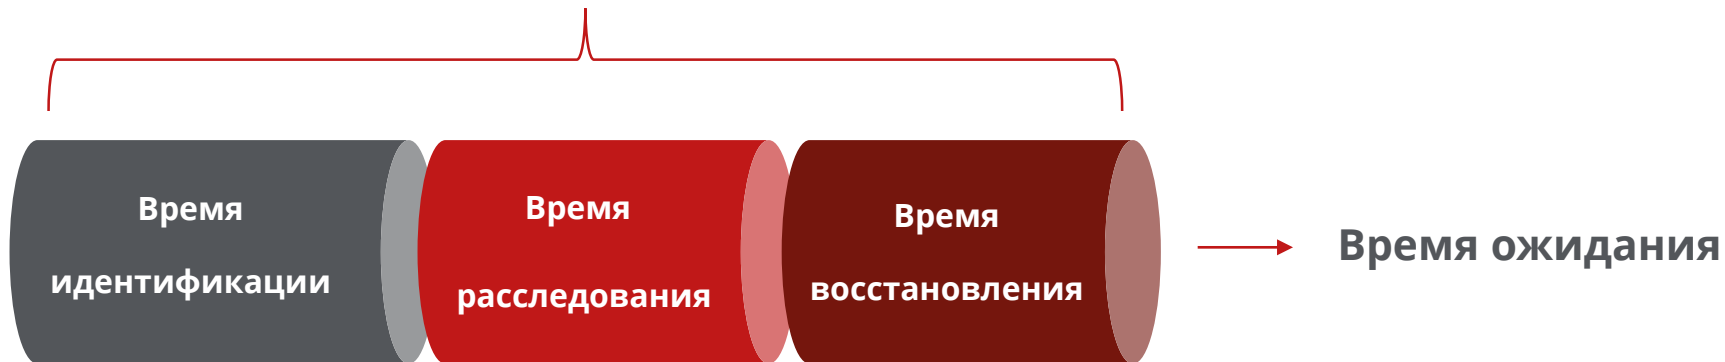 Время
идентификации
Время
расследования
Время
восстановления
Время ожидания